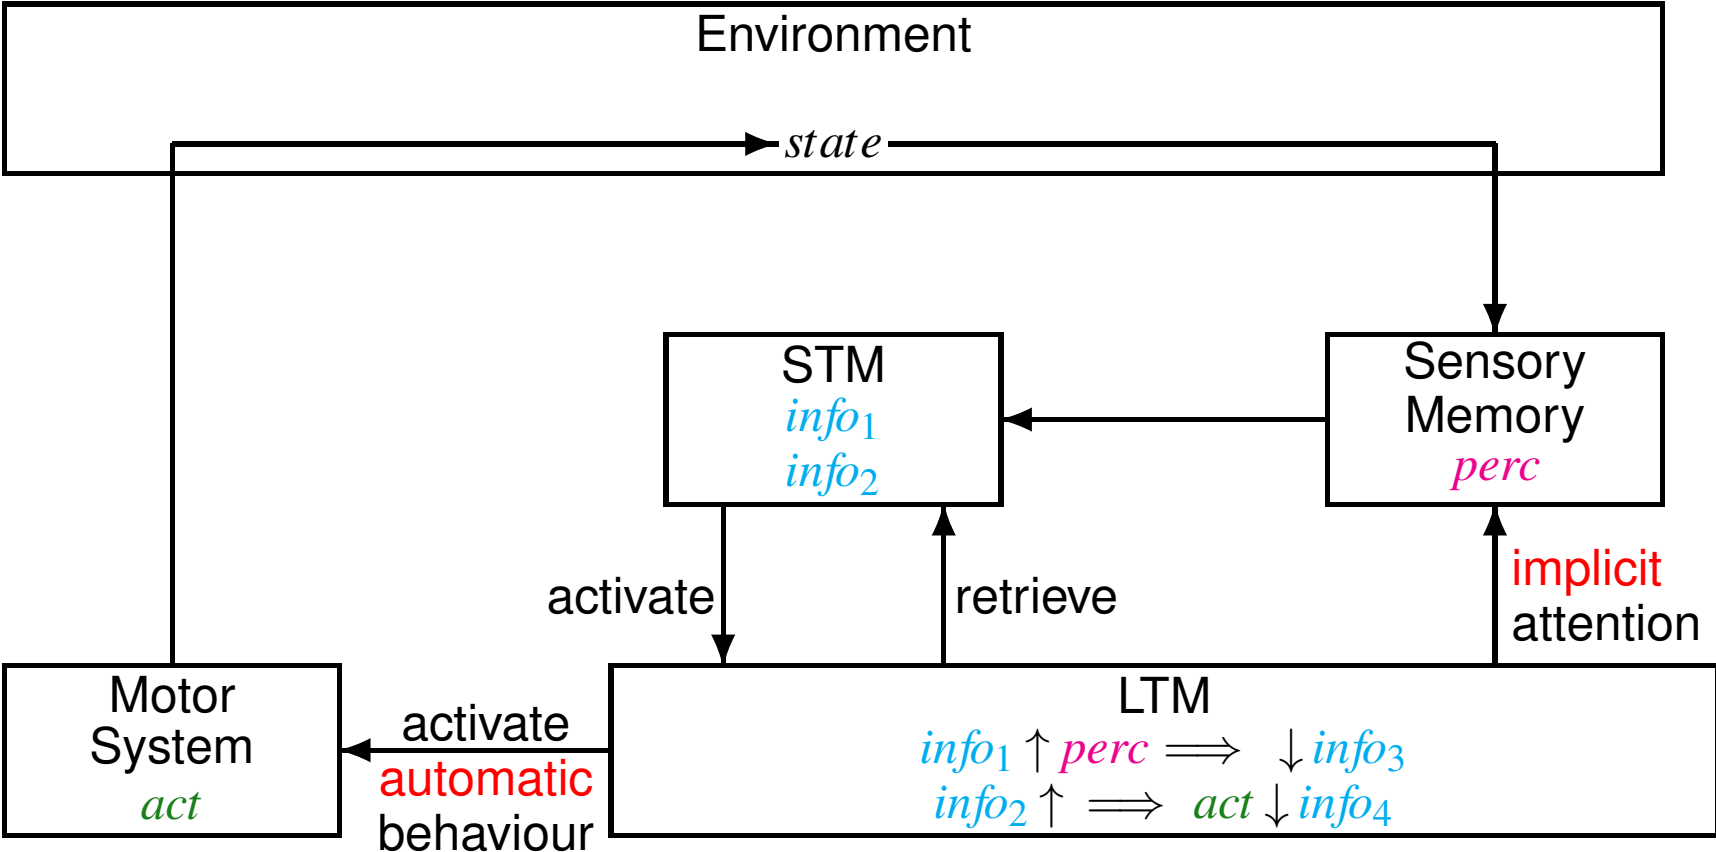 Environment
state
STM
info₁
info₂
Sensory
Memory
perc
activate
retrieve
implicit
attention
Motor
System
act
activate
automatic
behaviour
LTM
info₁ ↑ perc ⟹ ↓ info₃
info₂ ↑ ⟹ act ↓ info₄